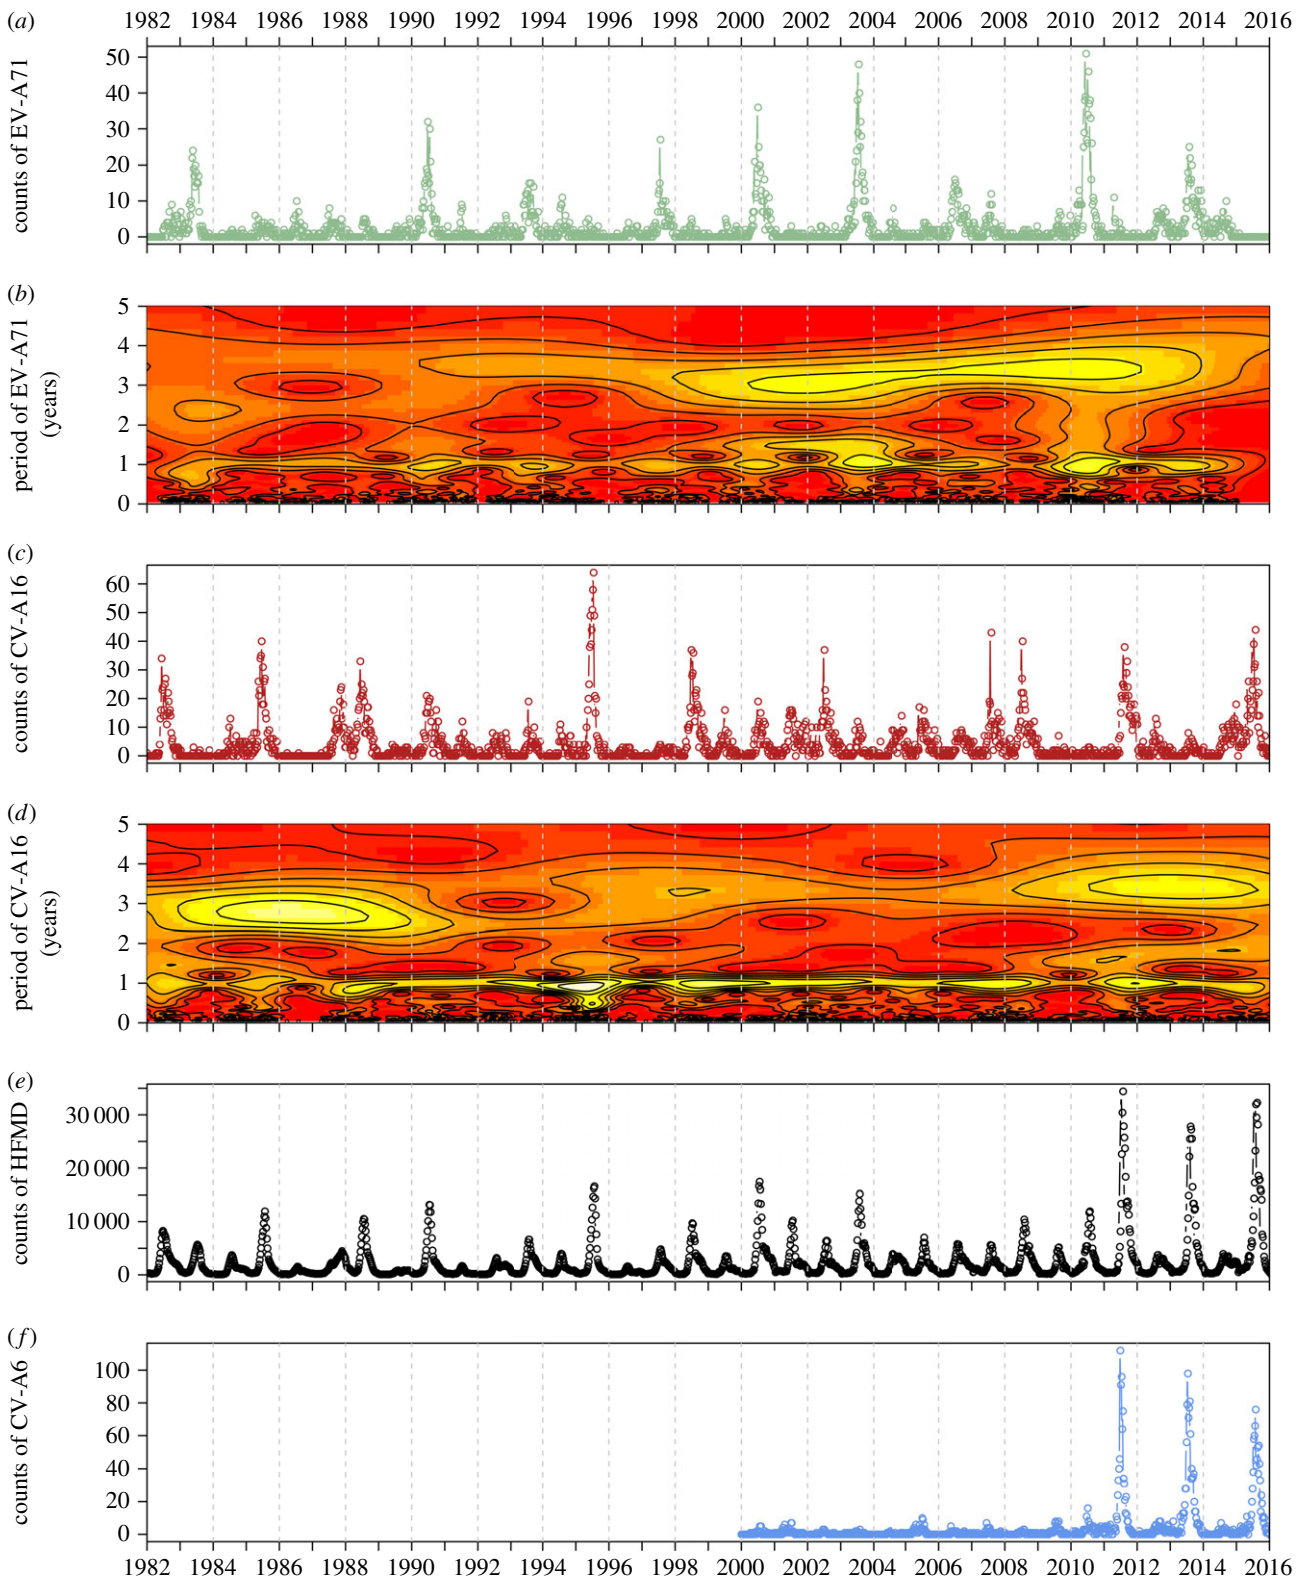 (a)
1982 1984 1986 1988 1990 1992 1994 1996 1998 2000 2002 2004 2006 2008 2010 2012 2014 2016
counts of EV-A71
50
40
30
20
10
0
(b)
period of EV-A71
(years)
5
4
3
2
1
0
(c)
counts of CV-A16
60
50
40
30
20
10
0
(d)
period of CV-A16
(years)
5
4
3
2
1
0
(e)
counts of HFMD
30 000
20 000
10 000
0
(f)
counts of CV-A6
100
80
60
40
20
0
1982 1984 1986 1988 1990 1992 1994 1996 1998 2000 2002 2004 2006 2008 2010 2012 2014 2016